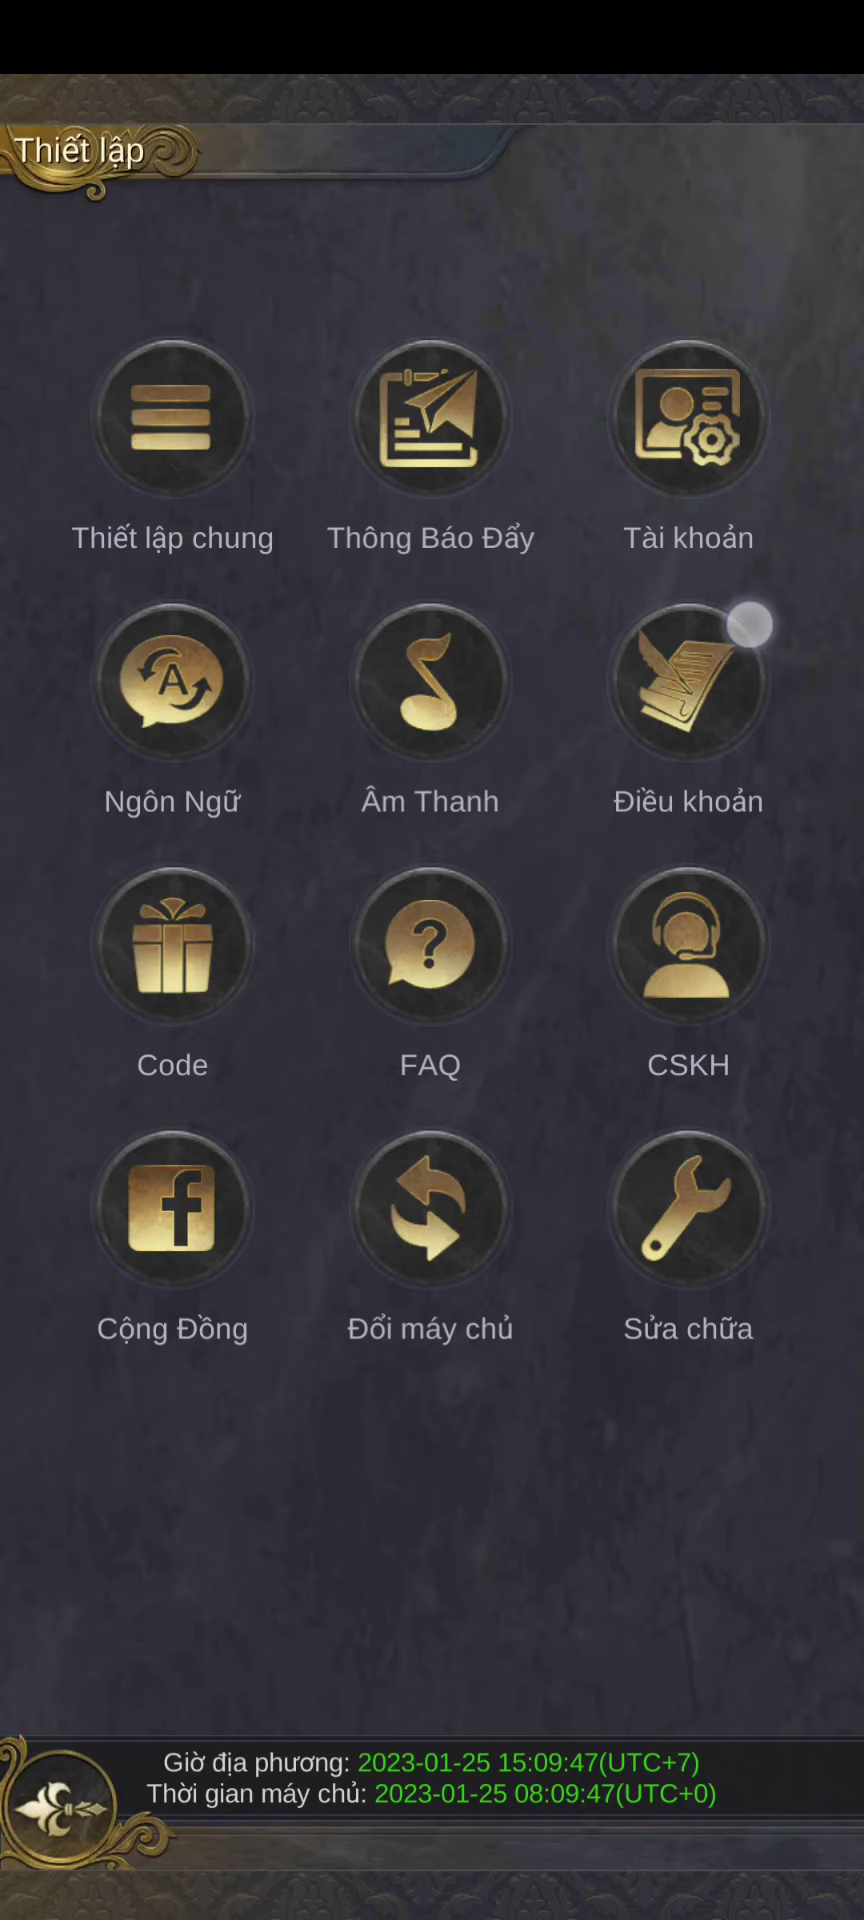 Thiết lập
Thiết lập chung
Thông Báo Đẩy
Tài khoản
A
Ngôn Ngữ
Âm Thanh
Điều khoản
Code
?
FAQ
CSKH
f
Cộng Đồng
Đổi máy chủ
Sửa chữa
Giờ địa phương: 2023-01-25 15:09:47(UTC+7)
Thời gian máy chủ: 2023-01-25 08:09:47(UTC+0)